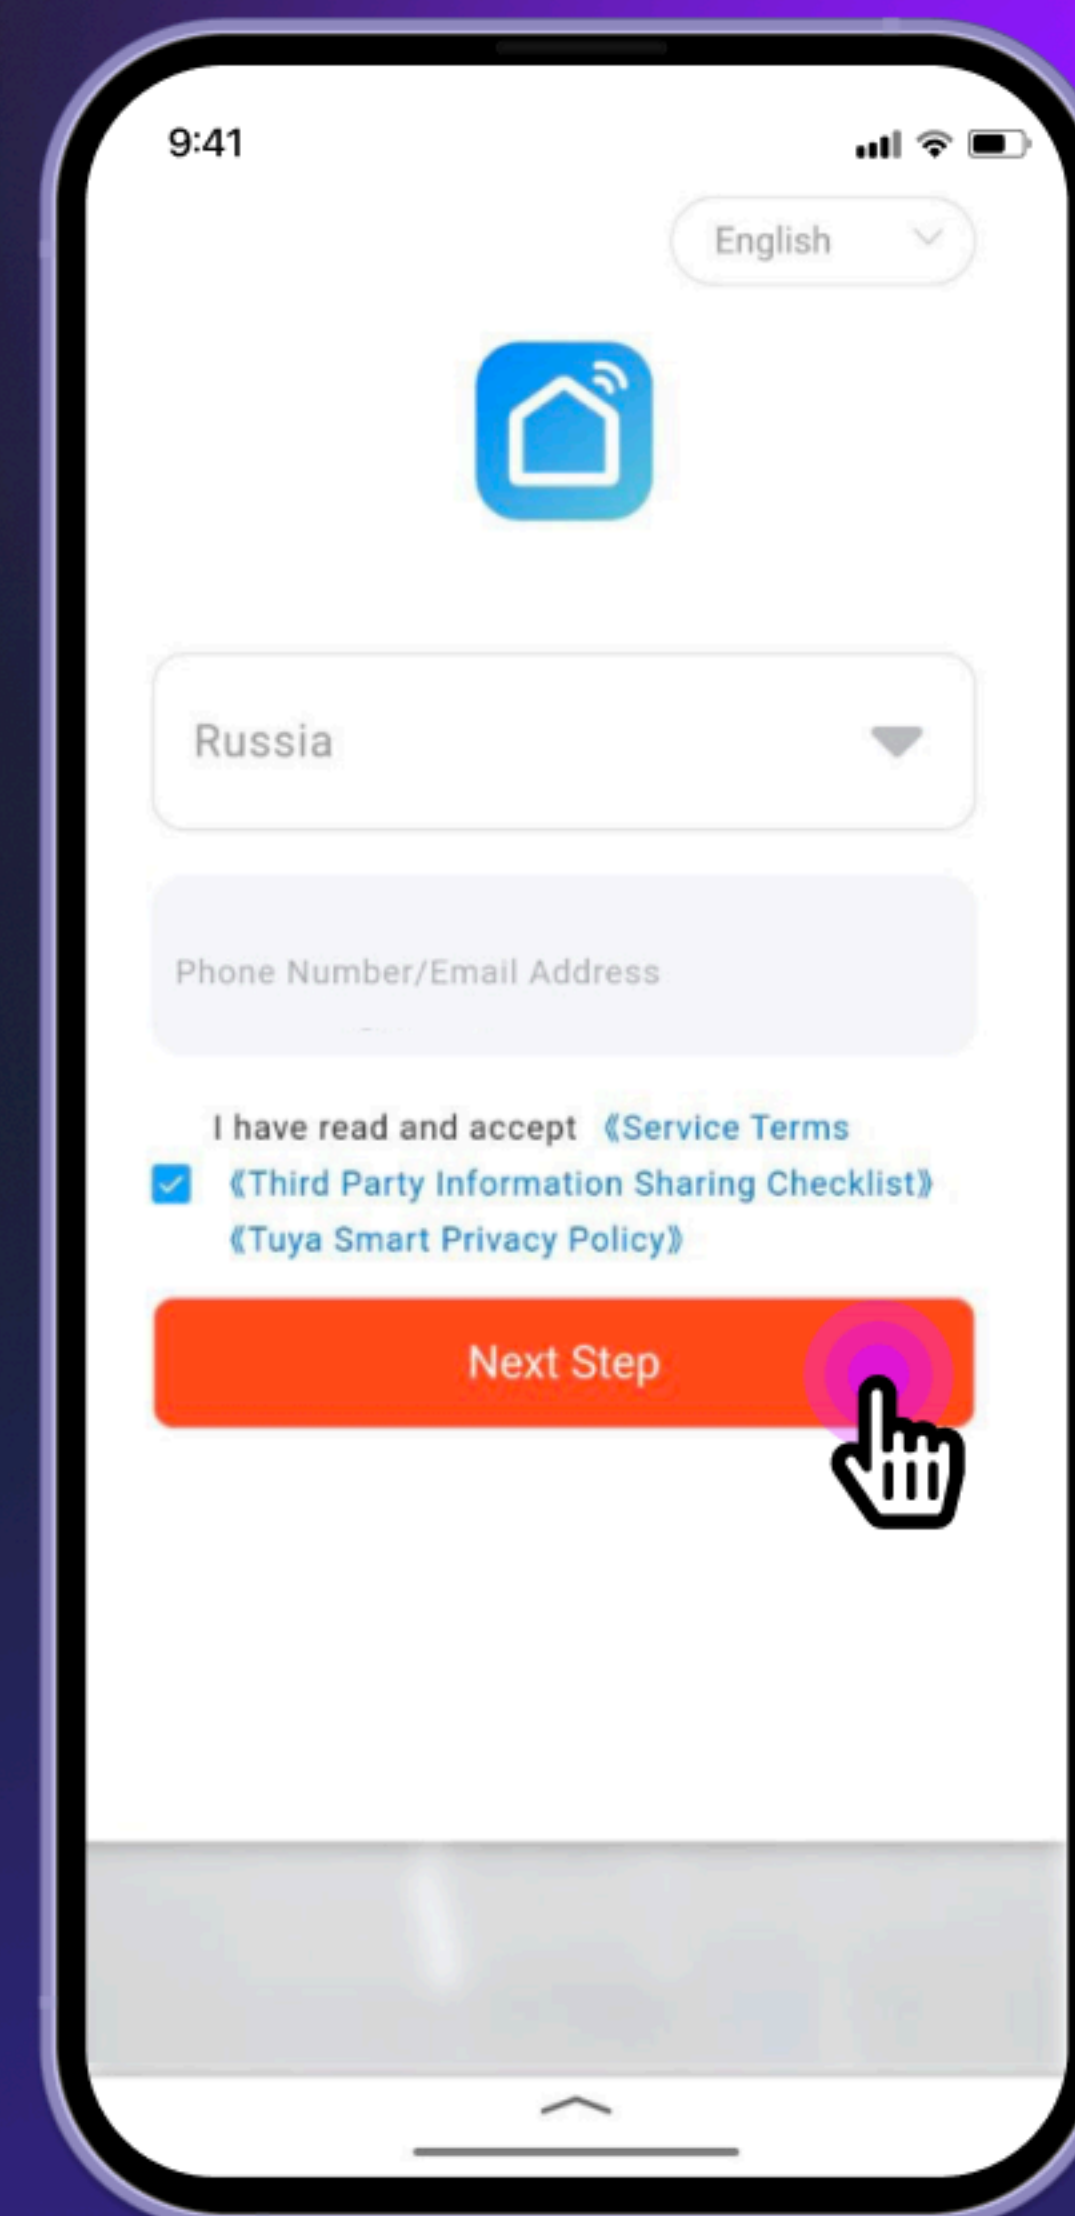 9:41
English
Russia
Phone Number/Email Address
I have read and accept 《Service Terms
《Third Party Information Sharing Checklist》
《Tuya Smart Privacy Policy》
Next Step